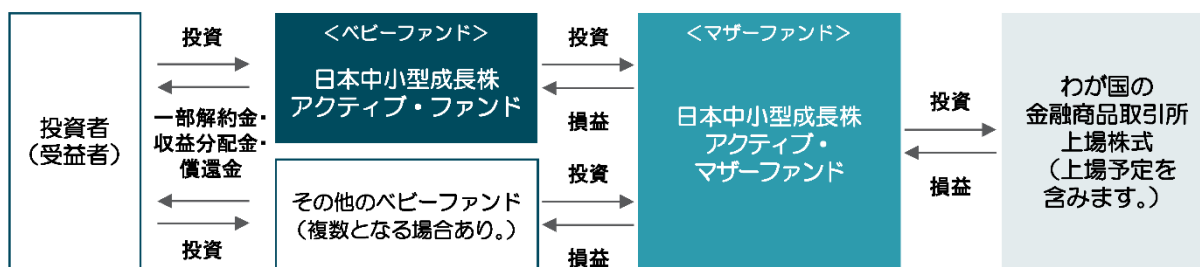 投資者
（受益者）
投資
一部解約金・
収益分配金・
償還金
投資
＜ベビーファンド＞
日本中小型成長株
アクティブ・ファンド
その他のベビーファンド
（複数となる場合あり。）
投資
損益
投資
損益
＜マザーファンド＞
日本中小型成長株
アクティブ・
マザーファンド
投資
損益
わが国の
金融商品取引所
上場株式
（上場予定を
含みます。）